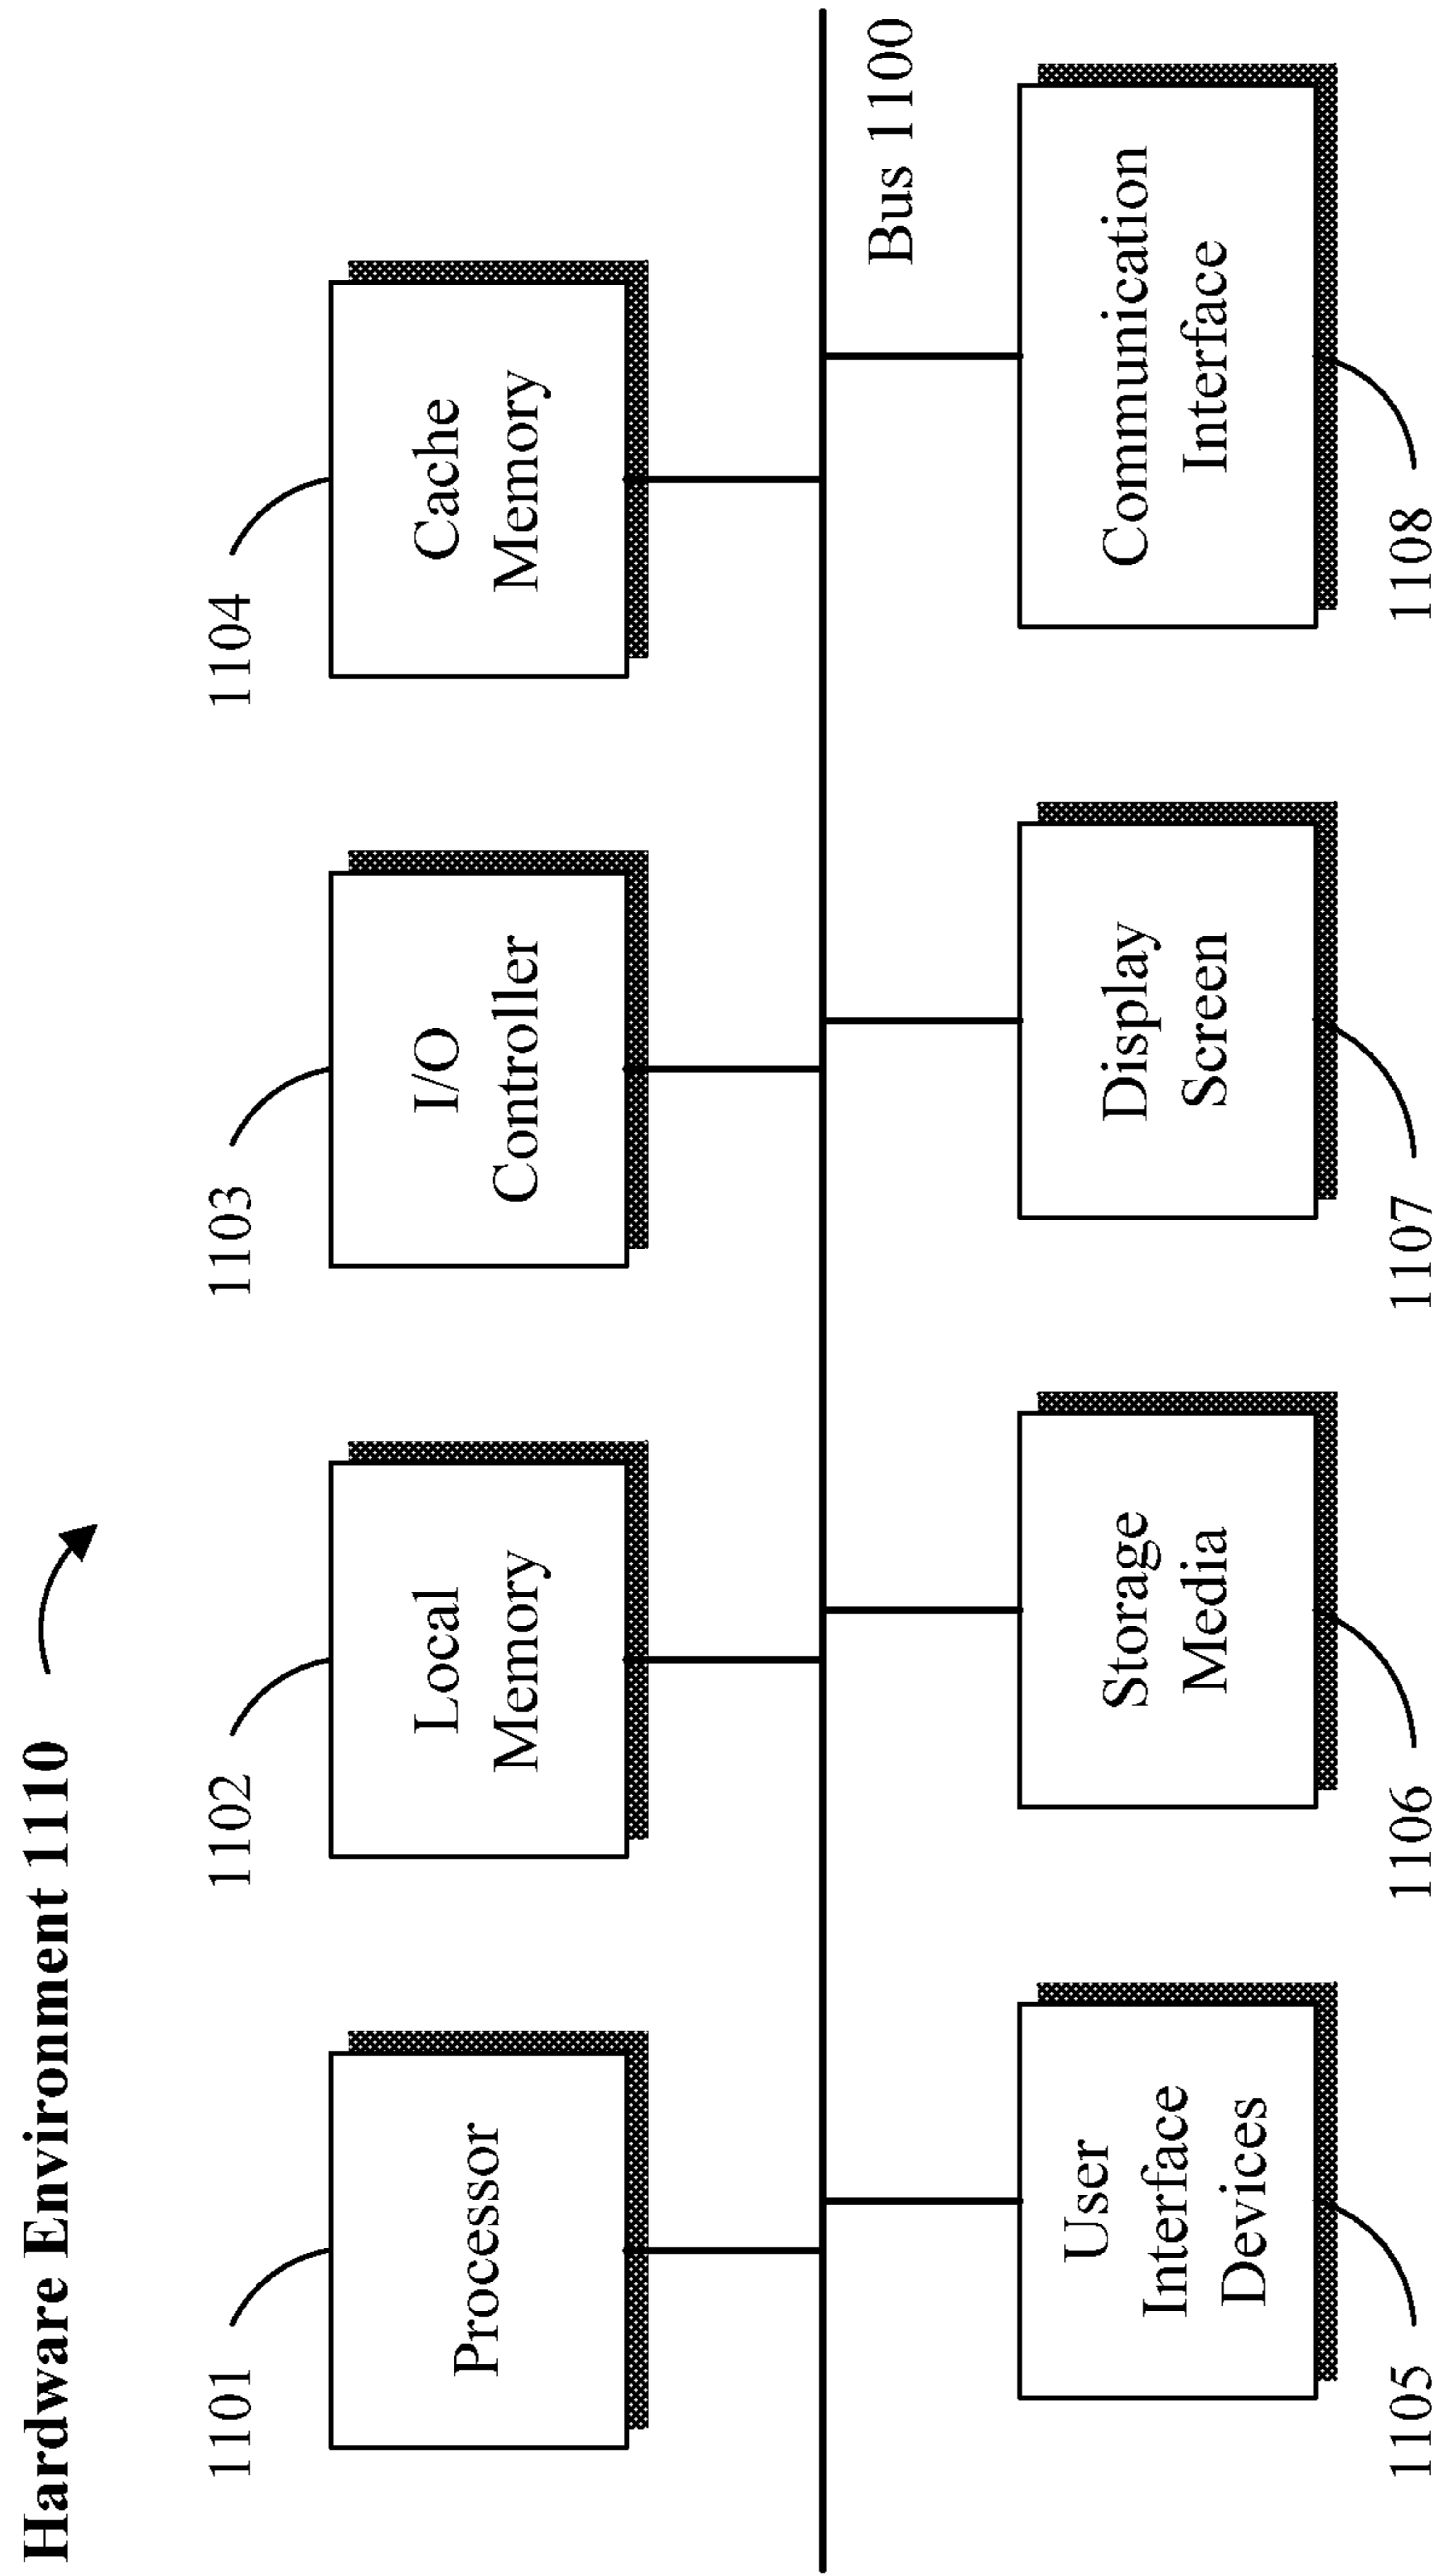 Hardware Environment 1110
1101
1102
1103
1104
Processor
Local
Memory
I/O
Controller
Cache
Memory
Bus 1100
User
Interface
Devices
Storage
Media
Display
Screen
Communication
Interface
1105
1106
1107
1108